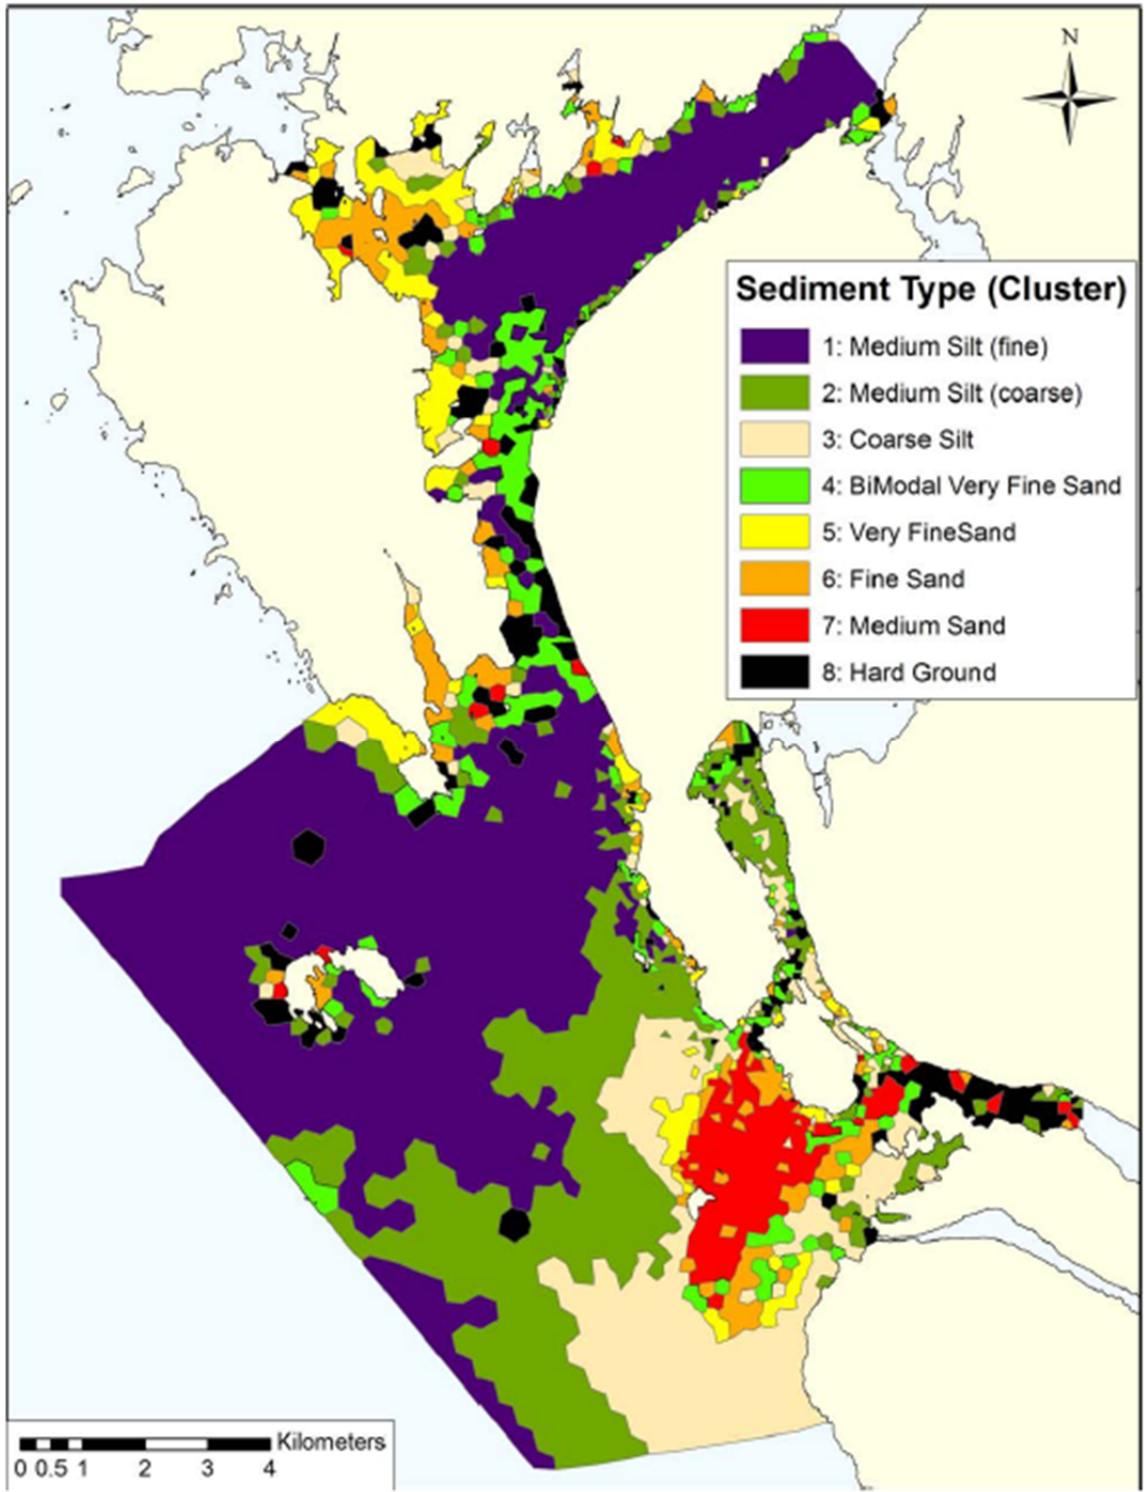 N
Sediment Type (Cluster)
1: Medium Silt (fine)
2: Medium Silt (coarse)
3: Coarse Silt
4: BiModal Very Fine Sand
5: Very FineSand
6: Fine Sand
7: Medium Sand
8: Hard Ground
Kilometers
0 0.5 1 2 3 4